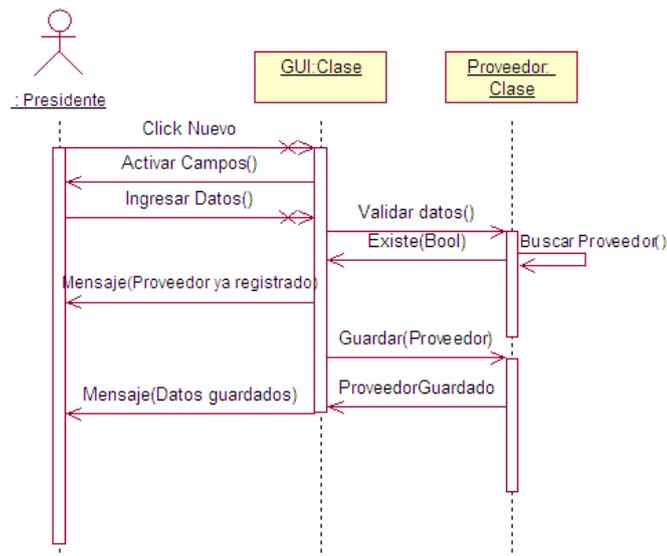 GUI:Clase
Proveedor:
Clase
: Presidente
Click Nuevo
Activar Campos()
Ingresar Datos()
Validar datos()
Existe(Bool)
Buscar Proveedor()
Mensaje(Proveedor ya registrado)
Guardar(Proveedor)
ProveedorGuardado
Mensaje(Datos guardados)